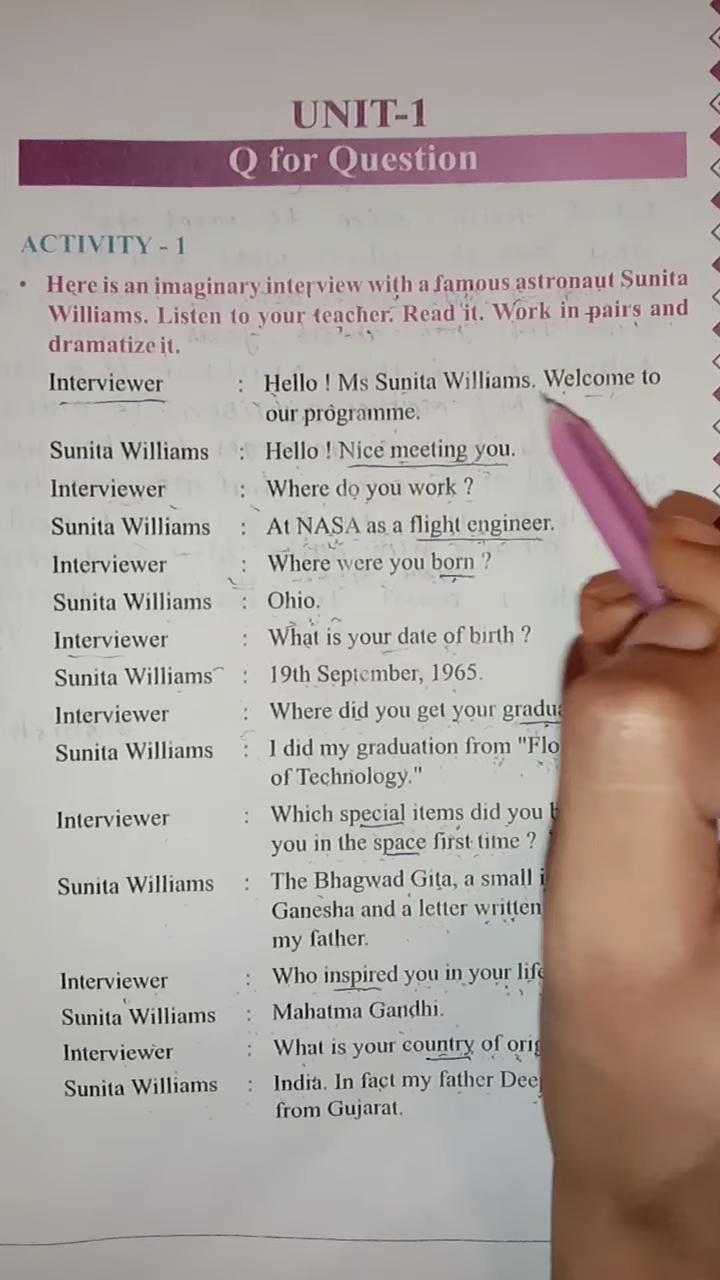 UNIT-1
Q for Question
ACTIVITY - 1
• Here is an imaginary interview with a famous astronaut Sunita
Williams. Listen to your teacher. Read it. Work in pairs and
dramatize it.
Interviewer : Hello ! Ms Sunita Williams. Welcome to
our programme.
Sunita Williams : Hello ! Nice meeting you.
Interviewer : Where do you work ?
Sunita Williams : At NASA as a flight engineer.
Interviewer : Where were you born ?
Sunita Williams : Ohio.
Interviewer : What is your date of birth ?
Sunita Williams : 19th September, 1965.
Interviewer : Where did you get your
Sunita Williams : I did my graduation from
of Technology."
Interviewer : Which special items did you
you in the space first time ?
Sunita Williams : The Bhagwad Gita, a small
Ganesha and a letter written
my father.
Interviewer : Who inspired you in your
Sunita Williams : Mahatma Gandhi.
Interviewer : What is your country of
Sunita Williams : India. In fact my father
from Gujarat.